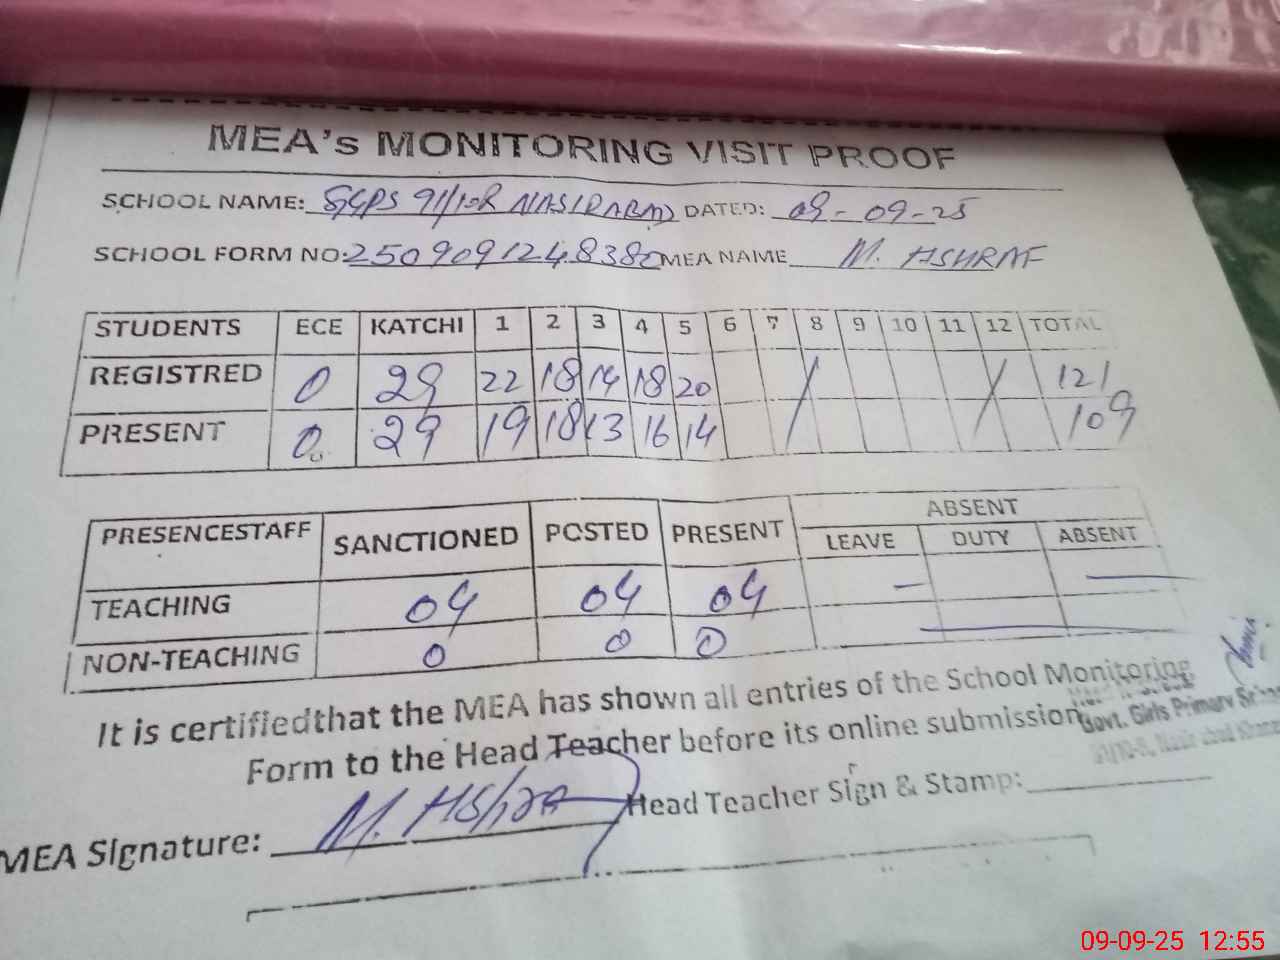 MEA's MONITORING VISIT PROOF
SCHOOL NAME: GGPS 91/10R NASIRABAD DATED: 09-09-25
SCHOOL FORM NO: 2509091248380 MEA NAME M. ASHRAF
STUDENTS ECE KATCHI 1 2 3 4 5 6 7 8 9 10 11 12 TOTAL
REGISTRED 0 29 22 18 14 18 20 / / 121
PRESENT 0 29 19 18 13 16 14 109
PRESENCESTAFF SANCTIONED POSTED PRESENT ABSENT
LEAVE DUTY ABSENT
TEACHING 04 04 04 — —
NON-TEACHING 0 0 0 —
It is certifiedthat the MEA has shown all entries of the School Monitoring
Form to the Head Teacher before its online submission.
Govt. Girls Primary
MEA Signature: M. Ashra Head Teacher Sign & Stamp:
09-09-25 12:55